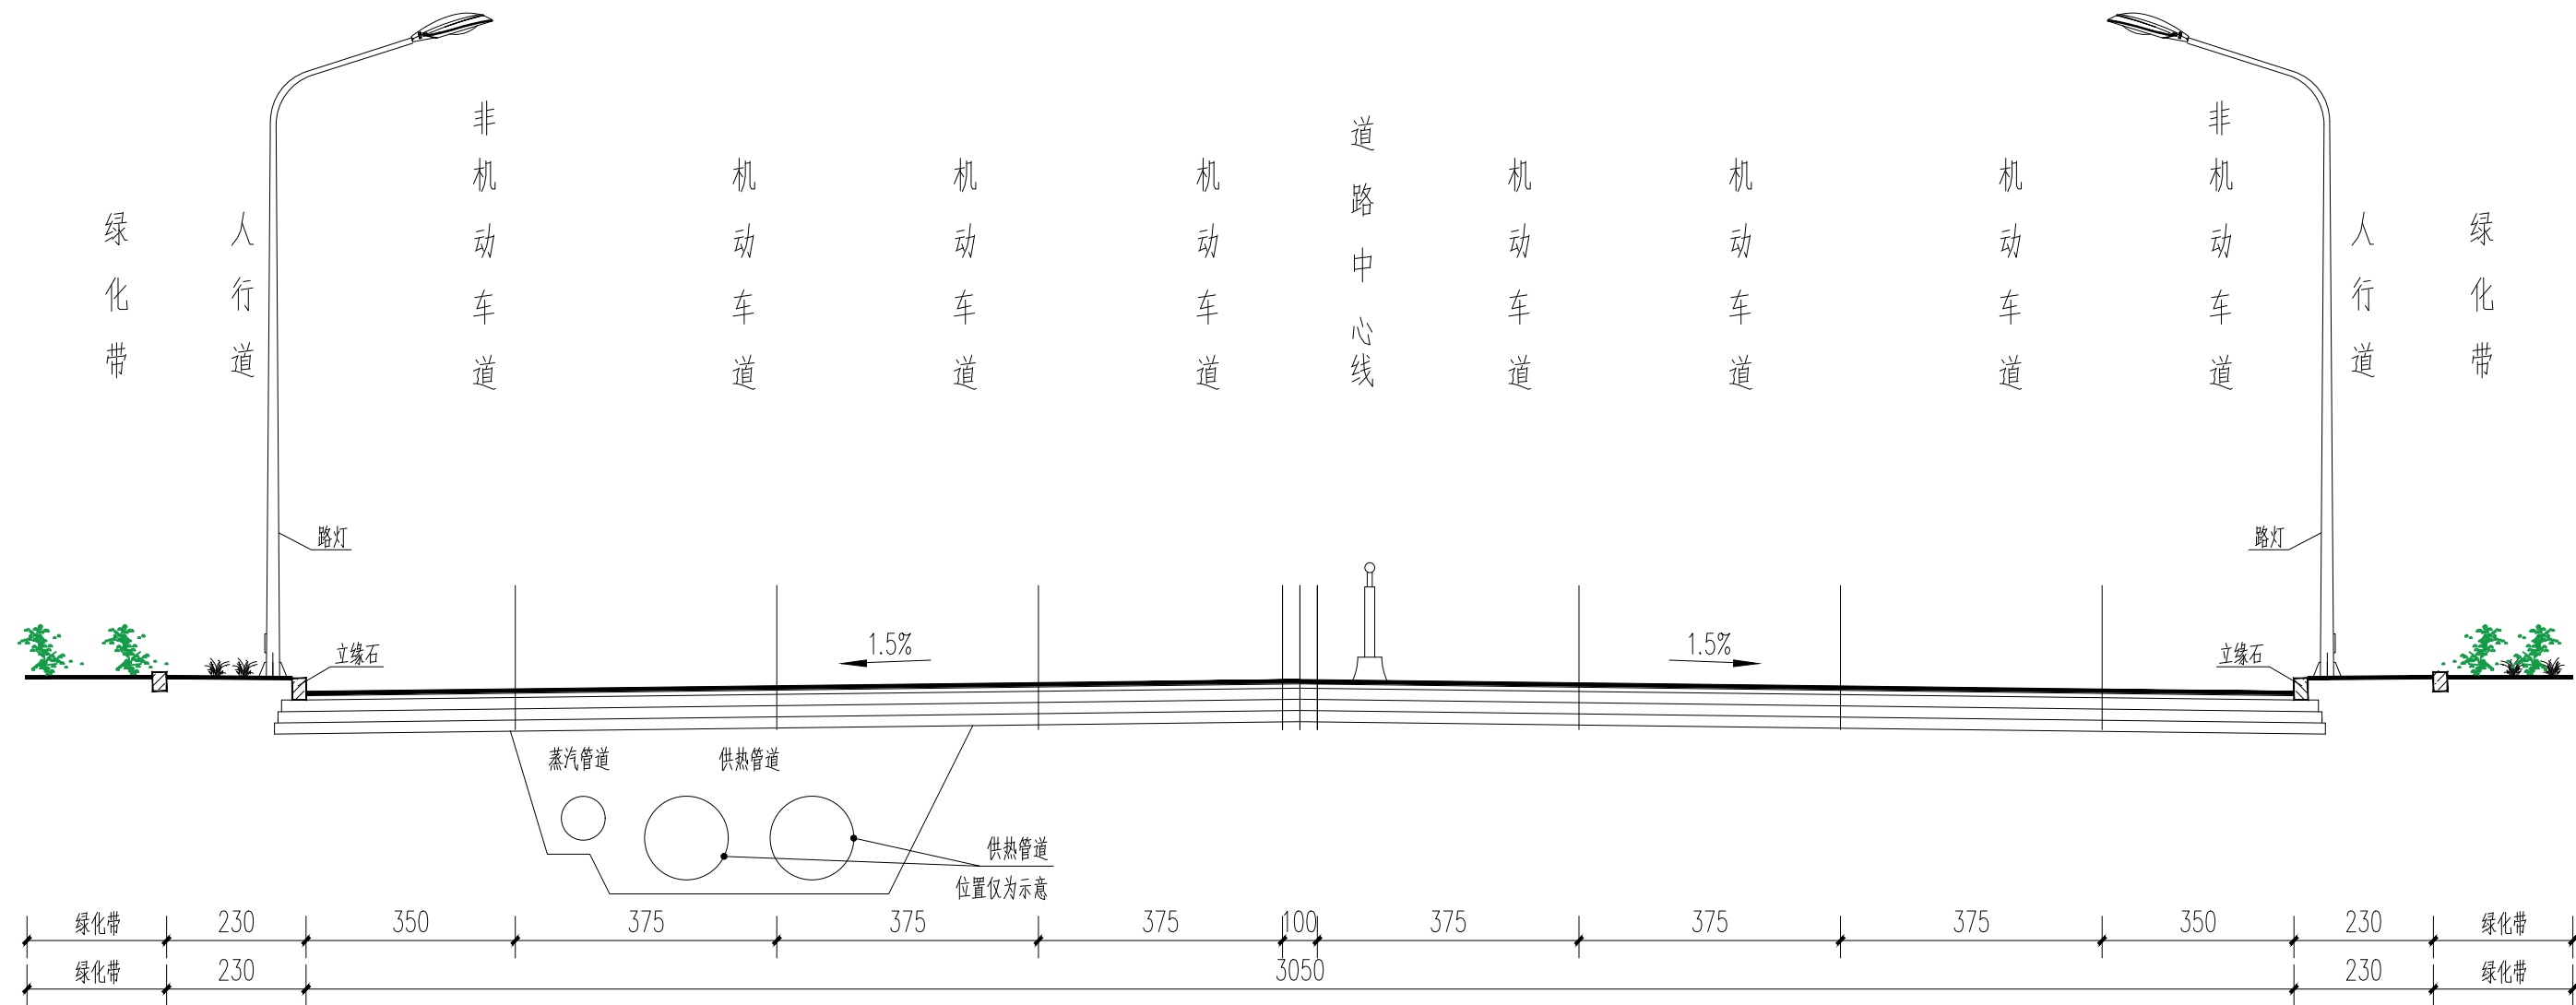 非机动车道
机动车道
机动车道
机动车道
道路中心线
机动车道
机动车道
机动车道
非机动车道
绿化带
人行道
人行道
绿化带
路灯
路灯
立缘石
1.5%
1.5%
立缘石
蒸汽管道
供热管道
供热管道
位置仅为示意
绿化带 230 350 375 375 375 100 375 375 375 350 230 绿化带
绿化带 230 3050 230 绿化带